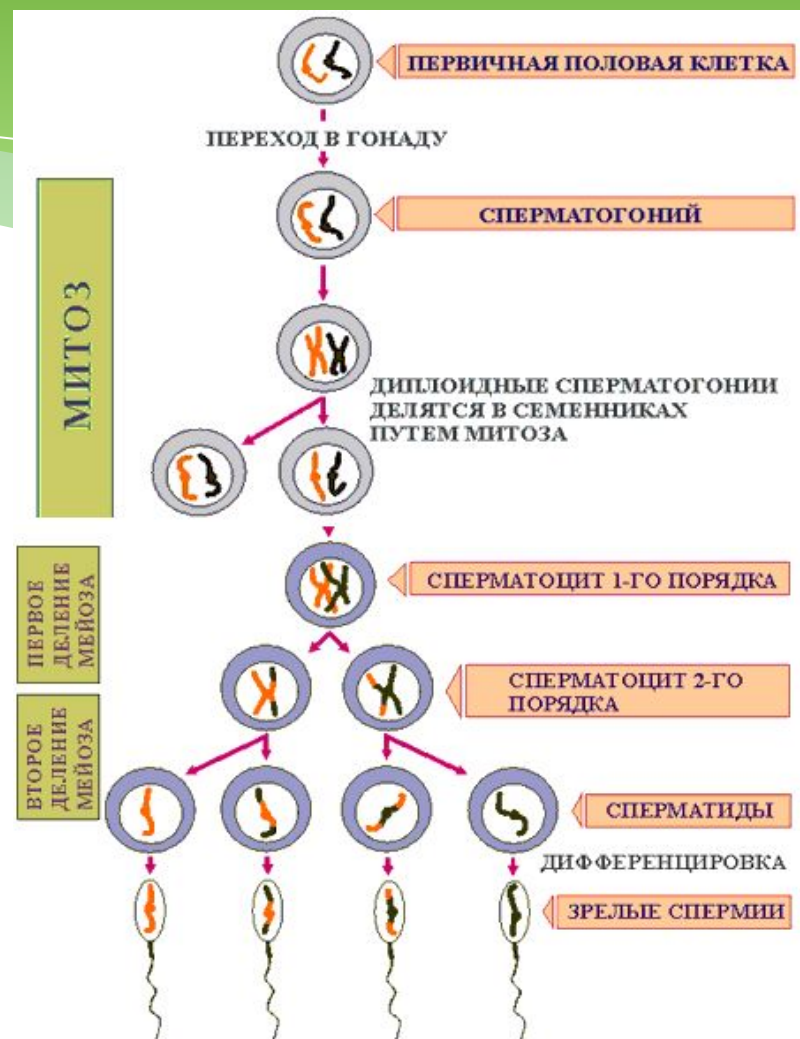 ПЕРВИЧНАЯ ПОЛОВАЯ КЛЕТКА
ПЕРЕХОД В ГОНАДУ
СПЕРМАТОГОНИЙ
МИТОЗ
ДИПЛОИДНЫЕ СПЕРМАТОГОНИИ
ДЕЛЯТСЯ В СЕМЕННИКАХ
ПУТЕМ МИТОЗА
ПЕРВОЕ
ДЕЛЕНИЕ
МЕЙОЗА
СПЕРМАТОЦИТ 1-ГО ПОРЯДКА
СПЕРМАТОЦИТ 2-ГО
ПОРЯДКА
ВТОРОЕ
ДЕЛЕНИЕ
МЕЙОЗА
СПЕРМАТИДЫ
ДИФФЕРЕНЦИРОВКА
ЗРЕЛЫЕ СПЕРМИИ